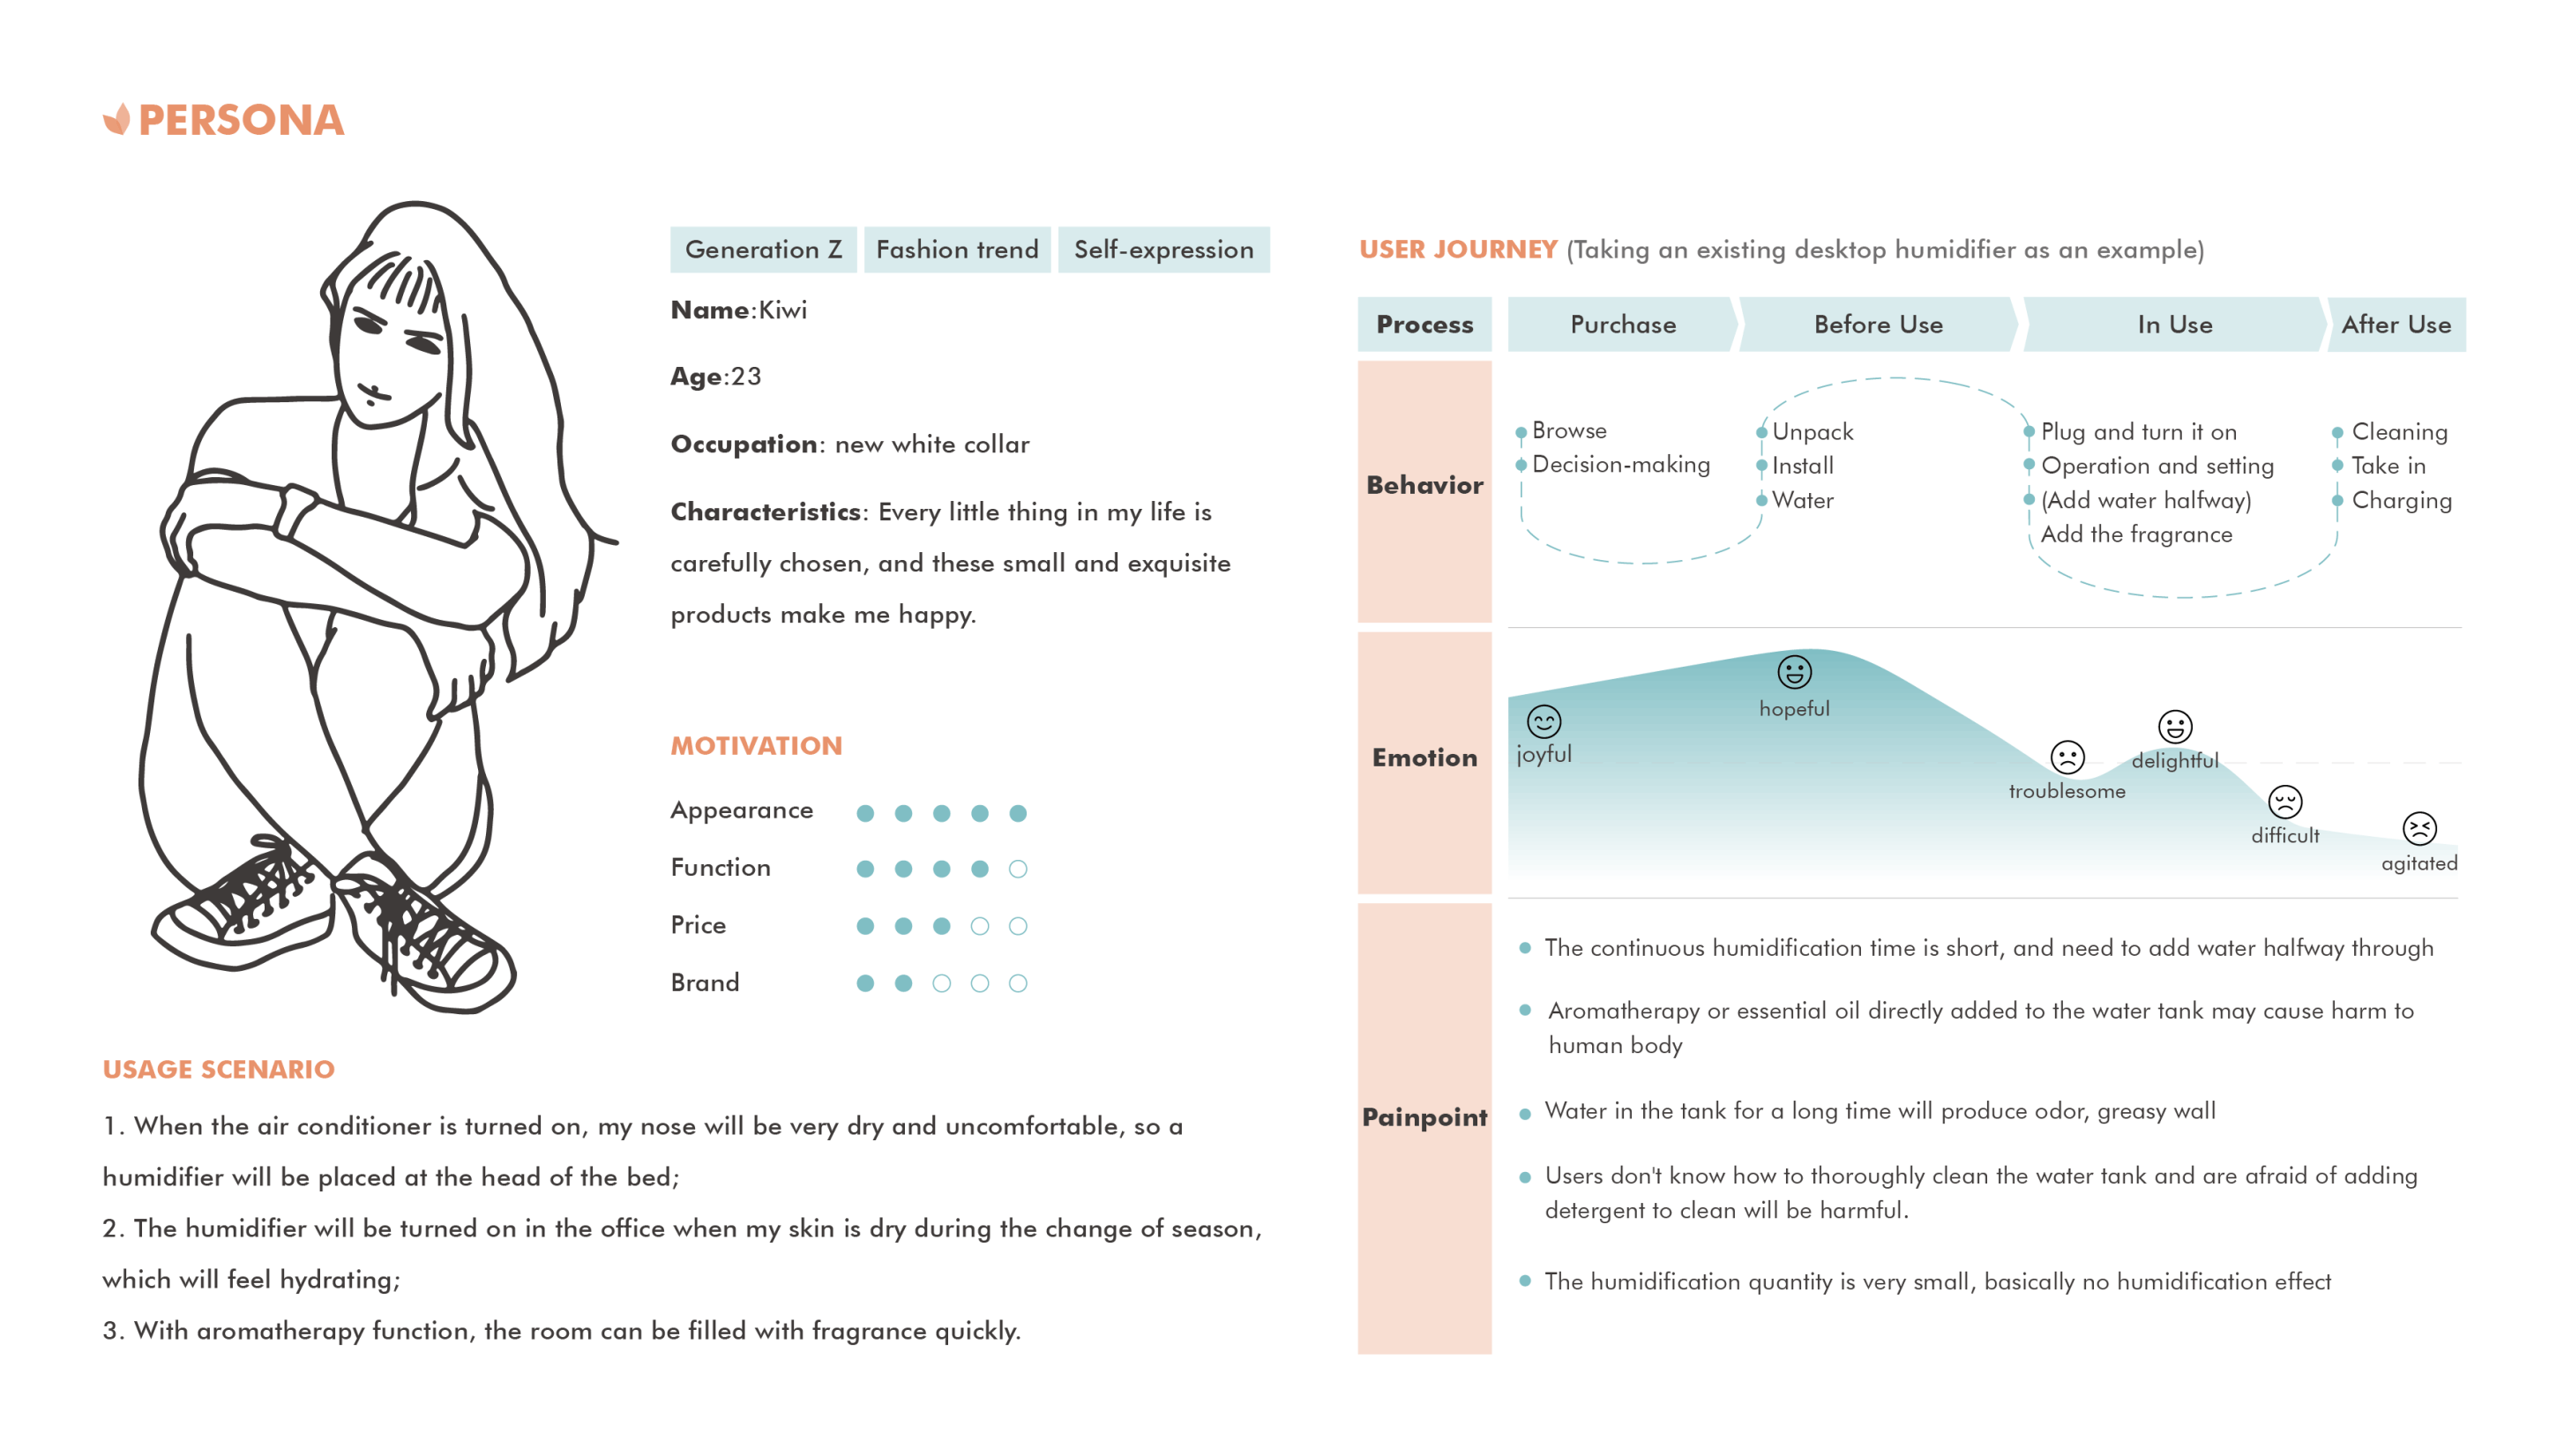 PERSONA
Generation Z
Fashion trend
Self-expression
Name:Kiwi
Age:23
Occupation: new white collar
Characteristics: Every little thing in my life is
carefully chosen, and these small and exquisite
products make me happy.
MOTIVATION
Appearance
Function
Price
Brand
USAGE SCENARIO
1. When the air conditioner is turned on, my nose will be very dry and uncomfortable, so a
humidifier will be placed at the head of the bed;
2. The humidifier will be turned on in the office when my skin is dry during the change of season,
which will feel hydrating;
3. With aromatherapy function, the room can be filled with fragrance quickly.
USER JOURNEY (Taking an existing desktop humidifier as an example)
Process
Purchase
Before Use
In Use
After Use
Behavior
Browse
Decision-making
Unpack
Install
Water
Plug and turn it on
Operation and setting
(Add water halfway)
Add the fragrance
Cleaning
Take in
Charging
Emotion
joyful
hopeful
troublesome
delightful
difficult
agitated
Painpoint
The continuous humidification time is short, and need to add water halfway through
Aromatherapy or essential oil directly added to the water tank may cause harm to
human body
Water in the tank for a long time will produce odor, greasy wall
Users don't know how to thoroughly clean the water tank and are afraid of adding
detergent to clean will be harmful.
The humidification quantity is very small, basically no humidification effect